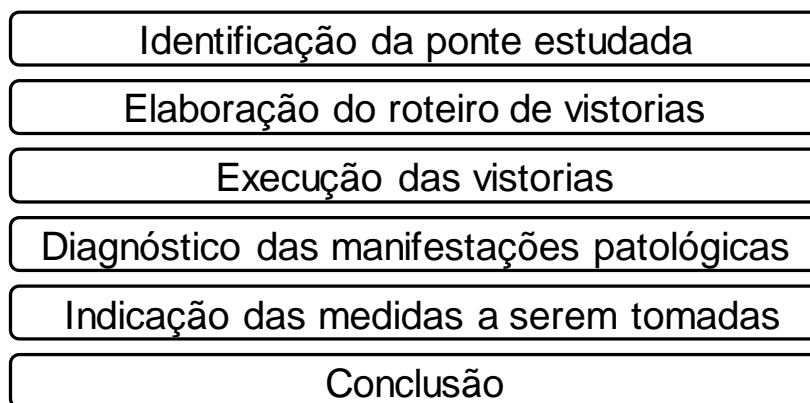 Identificação da ponte estudada
Elaboração do roteiro de vistorias
Execução das vistorias
Diagnóstico das manifestações patológicas
Indicação das medidas a serem tomadas
Conclusão